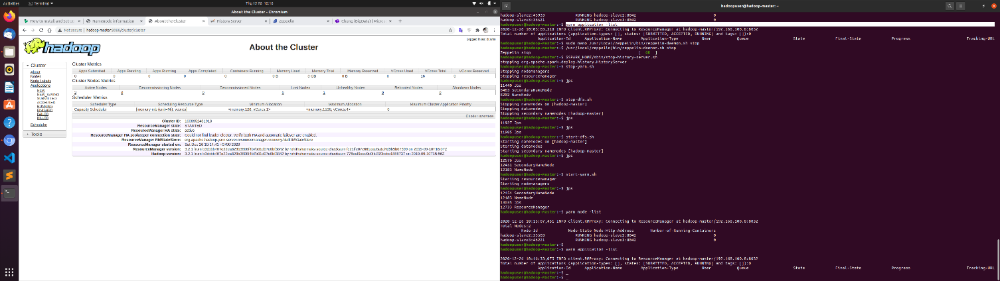 Activities
Terminal
Thg 12 26 10:16
About the Cluster - Chromium
How to Install and Set Up
Namenode information
About the Cluster
History Server
Zeppelin
Chung (BigData) | Micros
Not secure | hadoop-master:8088/cluster/cluster
Logged in as: dr.who
hadoop
About the Cluster
Cluster
About
Nodes
Node Labels
Applications
NEW
NEW_SAVING
SUBMITTED
ACCEPTED
RUNNING
FINISHED
FAILED
KILLED
Scheduler
Tools
Cluster Metrics
Apps Submitted Apps Pending Apps Running Apps Completed Containers Running Memory Used Memory Total Memory Reserved VCores Used VCores Total VCores Reserved
0 0 0 0 0 0 B 3 GB 0 B 0 16 0
Cluster Nodes Metrics
Active Nodes Decommissioning Nodes Decommissioned Nodes Lost Nodes Unhealthy Nodes Rebooted Nodes Shutdown Nodes
2 0 0 0 1 0 0
Scheduler Metrics
Scheduler Type Scheduling Resource Type Minimum Allocation Maximum Allocation Maximum Cluster Application Priority
Capacity Scheduler [memory-mb (unit=Mi), vcores] <memory:128, vCores:1> <memory:1536, vCores:4> 0
Cluster overview
Cluster ID: 1608952481913
ResourceManager state: STARTED
ResourceManager HA state: active
ResourceManager HA zookeeper connection state: Could not find leader elector. Verify both HA and automatic failover are enabled.
ResourceManager RMStateStore: org.apache.hadoop.yarn.server.resourcemanager.recovery.NullRMStateStore
ResourceManager started on: Sat Dec 26 10:14:41 +0700 2020
ResourceManager version: 3.2.1 from by rohithsharmaks source checksum on 2019-09-10T16:07Z
Hadoop version: 3.2.1 from by rohithsharmaks source checksum on 2019-09-10T15:56Z
hadoopuser@hadoop-master: ~
hadoop-slave2:45933 RUNNING hadoop-slave2:8042 0
hadoop-slave3:36521 RUNNING hadoop-slave3:8042 0
hadoopuser@hadoop-master:~$ yarn application -list
2020-12-26 10:05:03,318 INFO client.RMProxy: Connecting to ResourceManager at hadoop-master/192.168.100.8:8032
Total number of applications (application-types: [], states: [SUBMITTED, ACCEPTED, RUNNING] and tags: []):0
Application-Id Application-Name Application-Type User Queue State Final-State Progress Tracking-URL
hadoopuser@hadoop-master:~$ sudo nano /usr/local/zeppelin/bin/zeppelin-daemon.sh stop
hadoopuser@hadoop-master:~$ /usr/local/zeppelin/bin/zeppelin-daemon.sh stop
Zeppelin stop [ OK ]
hadoopuser@hadoop-master:~$ $SPARK_HOME/sbin/stop-history-server.sh
stopping org.apache.spark.deploy.history.HistoryServer
hadoopuser@hadoop-master:~$ stop-yarn.sh
Stopping nodemanagers
Stopping resourcemanager
hadoopuser@hadoop-master:~$ jps
11440 Jps
8483 SecondaryNameNode
8202 NameNode
hadoopuser@hadoop-master:~$ stop-dfs.sh
Stopping namenodes on [hadoop-master]
Stopping datanodes
Stopping secondary namenodes [hadoop-master]
hadoopuser@hadoop-master:~$ jps
11927 Jps
hadoopuser@hadoop-master:~$ jps
11985 Jps
hadoopuser@hadoop-master:~$ start-dfs.sh
Starting namenodes on [hadoop-master]
Starting datanodes
Starting secondary namenodes [hadoop-master]
hadoopuser@hadoop-master:~$ jps
12576 Jps
12451 SecondaryNameNode
12183 NameNode
hadoopuser@hadoop-master:~$ start-yarn.sh
Starting resourcemanager
Starting nodemanagers
hadoopuser@hadoop-master:~$ jps
12451 SecondaryNameNode
12183 NameNode
13035 Jps
12733 ResourceManager
hadoopuser@hadoop-master:~$ yarn node -list
2020-12-26 10:15:07,451 INFO client.RMProxy: Connecting to ResourceManager at hadoop-master/192.168.100.8:8032
Total Nodes:2
Node-Id Node-State Node-Http-Address Number-of-Running-Containers
hadoop-slave2:33503 RUNNING hadoop-slave2:8042 0
hadoop-slave3:46221 RUNNING hadoop-slave3:8042 0
hadoopuser@hadoop-master:~$
hadoopuser@hadoop-master:~$ yarn application -list
2020-12-26 10:16:33,075 INFO client.RMProxy: Connecting to ResourceManager at hadoop-master/192.168.100.8:8032
Total number of applications (application-types: [], states: [SUBMITTED, ACCEPTED, RUNNING] and tags: []):0
Application-Id Application-Name Application-Type User Queue State Final-State Progress Tracking-URL
hadoopuser@hadoop-master:~$
hadoopuser@hadoop-master:~$